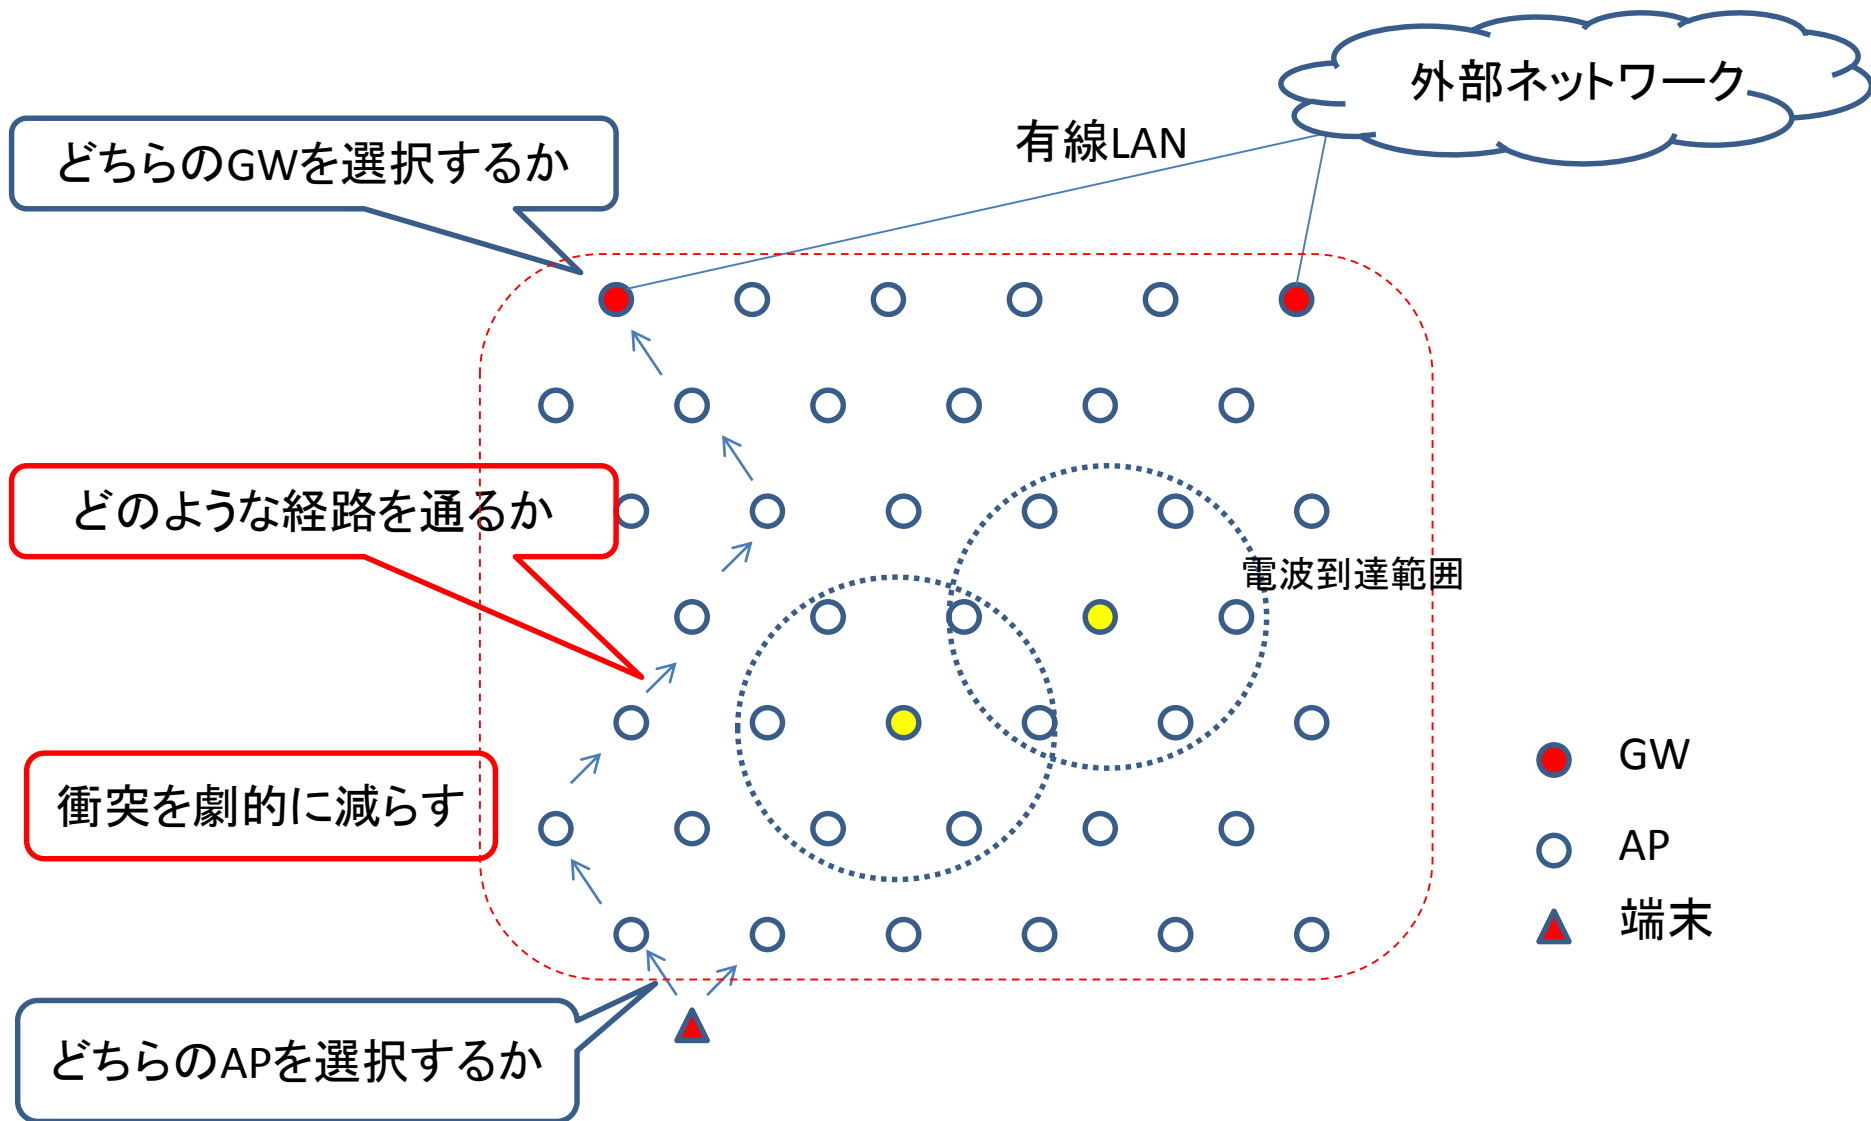 外部ネットワーク
有線LAN
どちらのGWを選択するか
どのような経路を通るか
電波到達範囲
衝突を劇的に減らす
GW
AP
端末
どちらのAPを選択するか